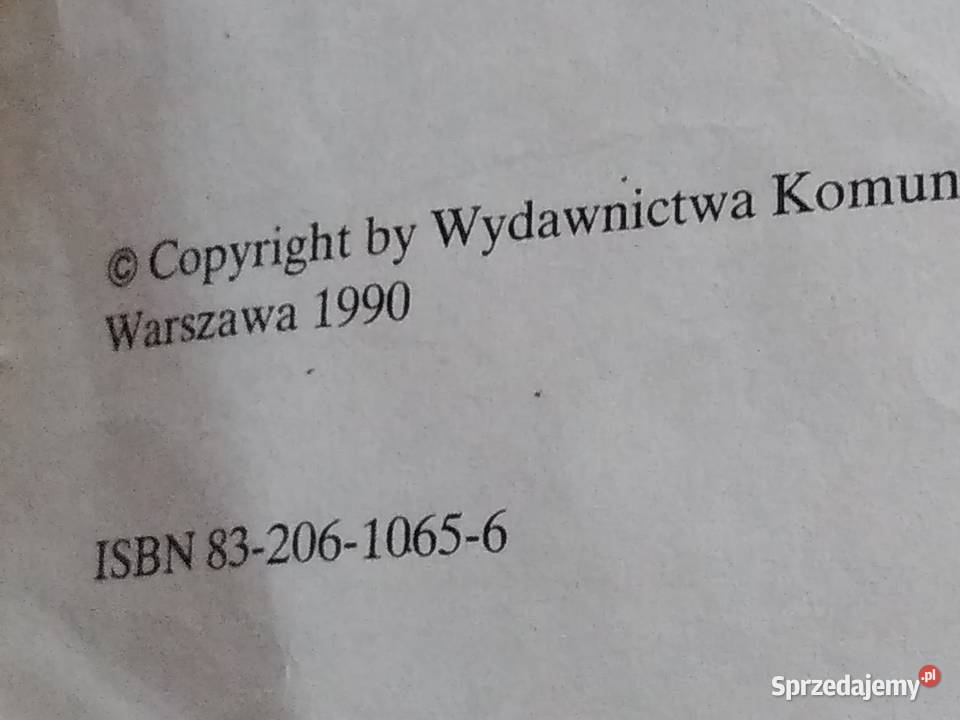 © Copyright by Wydawnictwa Komun
Warszawa 1990
ISBN 83-206-1065-6
Sprzedajemy.pl